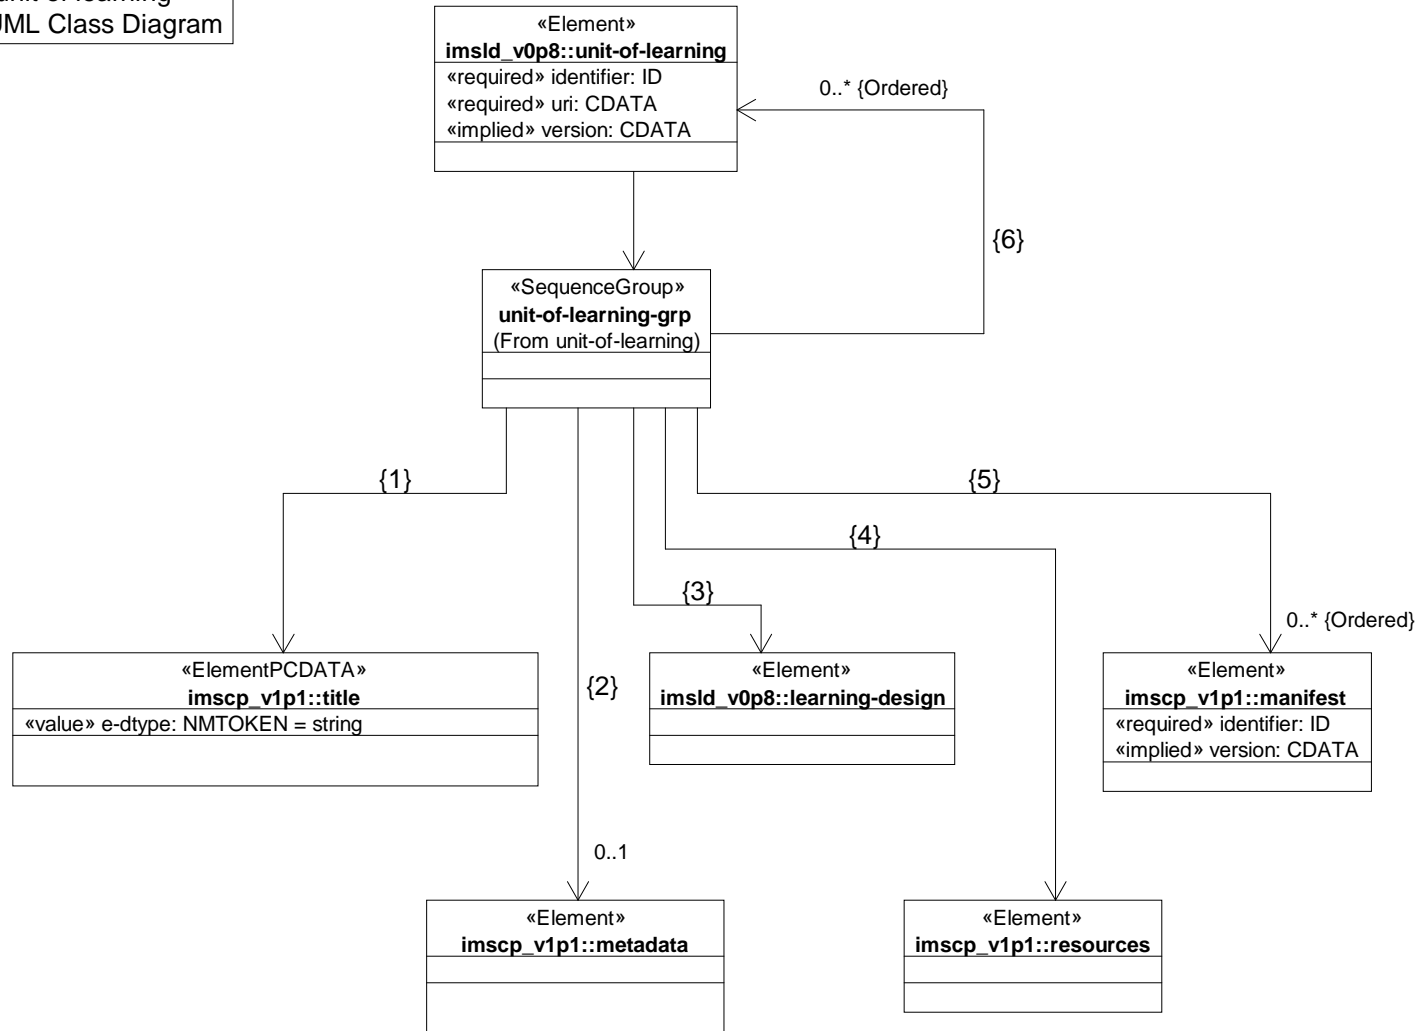 unit-of-learning
UML Class Diagram
«Element»
imsld_v0p8::unit-of-learning
«required» identifier: ID
«required» uri: CDATA
«implied» version: CDATA
0..* {Ordered}
{6}
«SequenceGroup»
unit-of-learning-grp
(From unit-of-learning)
{1}
{5}
{4}
{3}
0..* {Ordered}
«ElementPCDATA»
imscp_v1p1::title
«value» e-dtype: NMTOKEN = string
{2}
«Element»
imsld_v0p8::learning-design
«Element»
imscp_v1p1::manifest
«required» identifier: ID
«implied» version: CDATA
0..1
«Element»
imscp_v1p1::metadata
«Element»
imscp_v1p1::resources